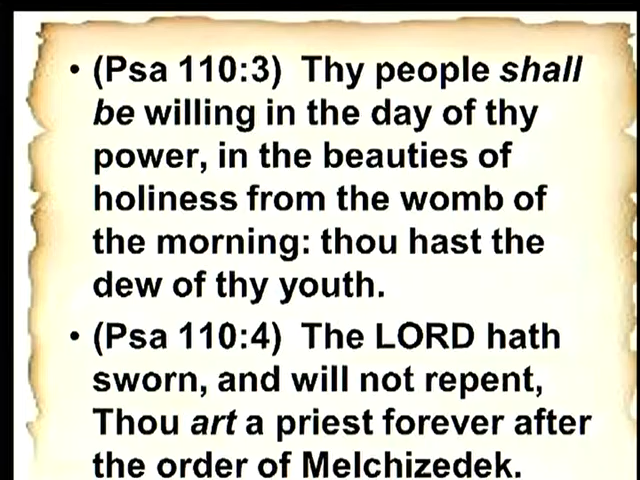 • (Psa 110:3)  Thy people shall
be willing in the day of thy
power, in the beauties of
holiness from the womb of
the morning: thou hast the
dew of thy youth.
• (Psa 110:4)  The LORD hath
sworn, and will not repent,
Thou art a priest forever after
the order of Melchizedek.